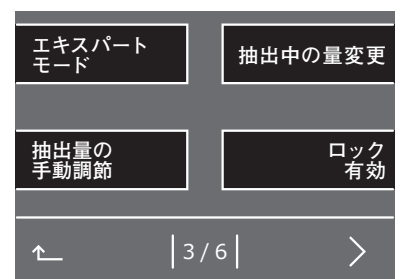 エキスパート
モード
抽出中の量変更
抽出量の
手動調節
ロック
有効
3/6